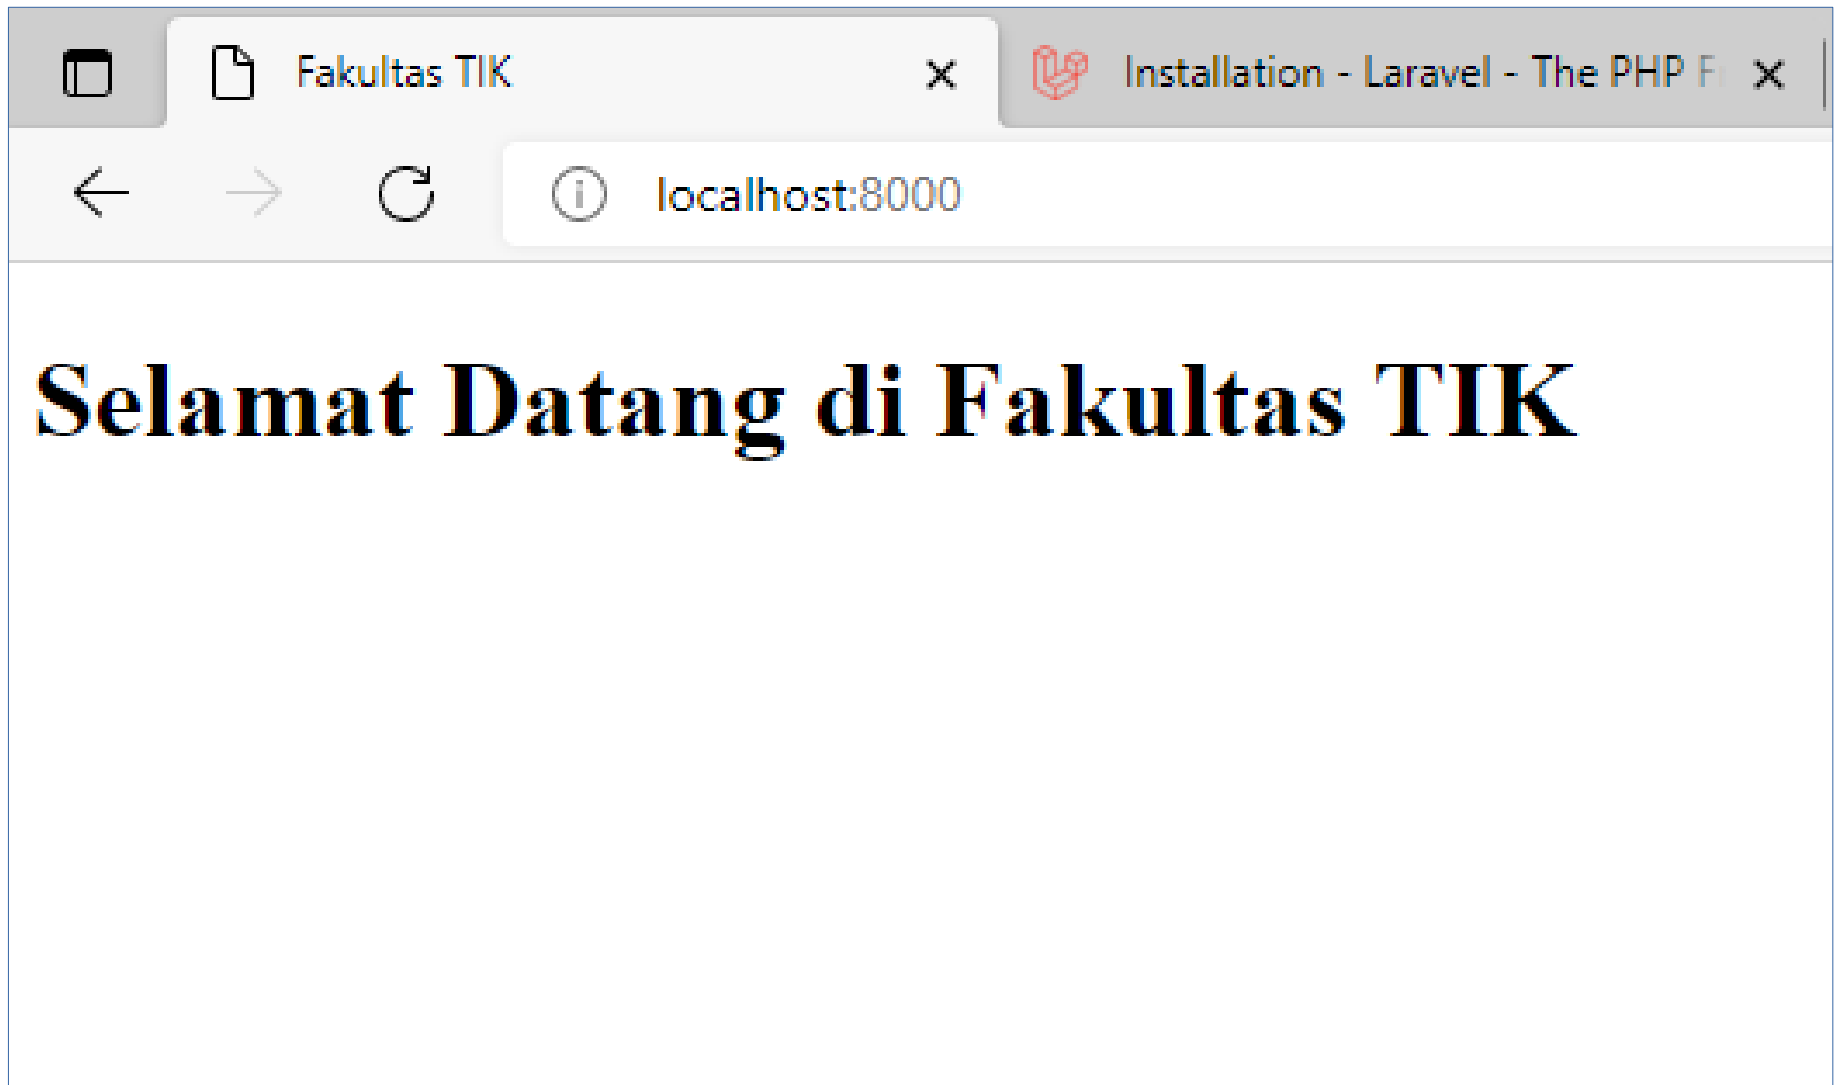 Fakultas TIK
Installation - Laravel - The PHP F
localhost:8000
Selamat Datang di Fakultas TIK